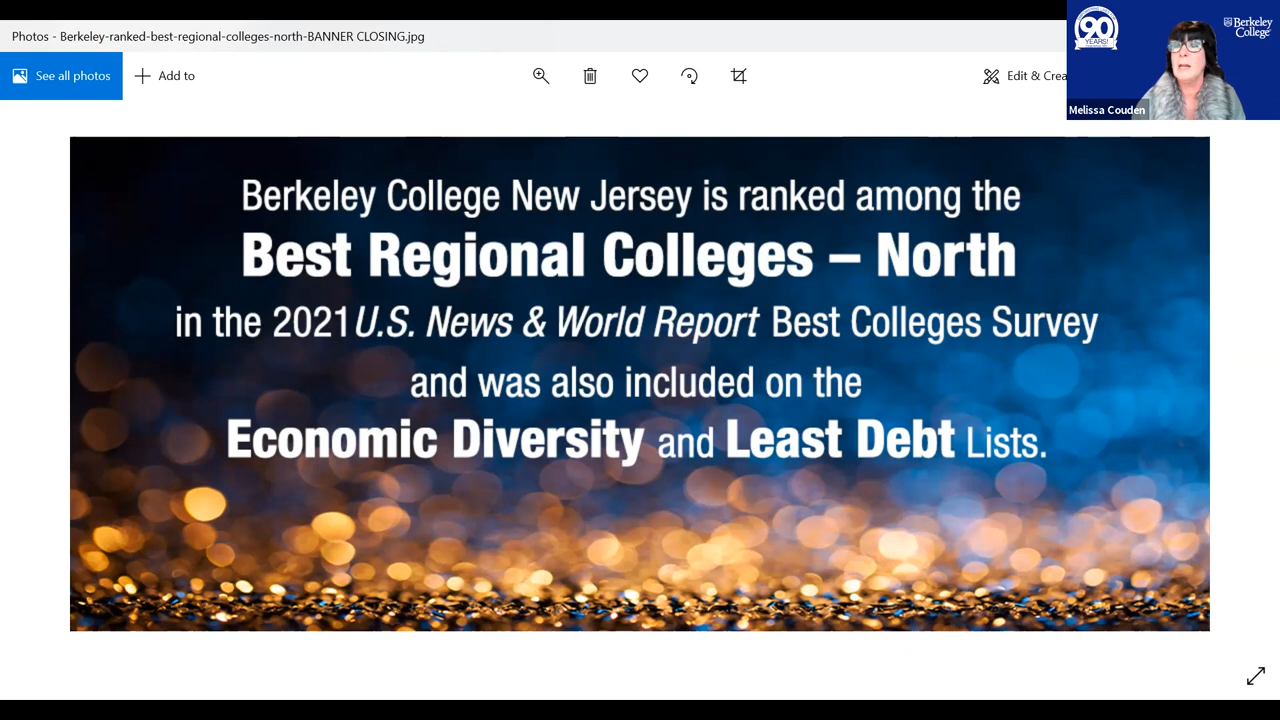 Photos - Berkeley-ranked-best-regional-colleges-north-BANNER CLOSING.jpg
See all photos
Add to
Edit & Crea
90
YEARS!
Berkeley
College
Melissa Couden
Berkeley College New Jersey is ranked among the
Best Regional Colleges – North
in the 2021 U.S. News & World Report Best Colleges Survey
and was also included on the
Economic Diversity and Least Debt Lists.